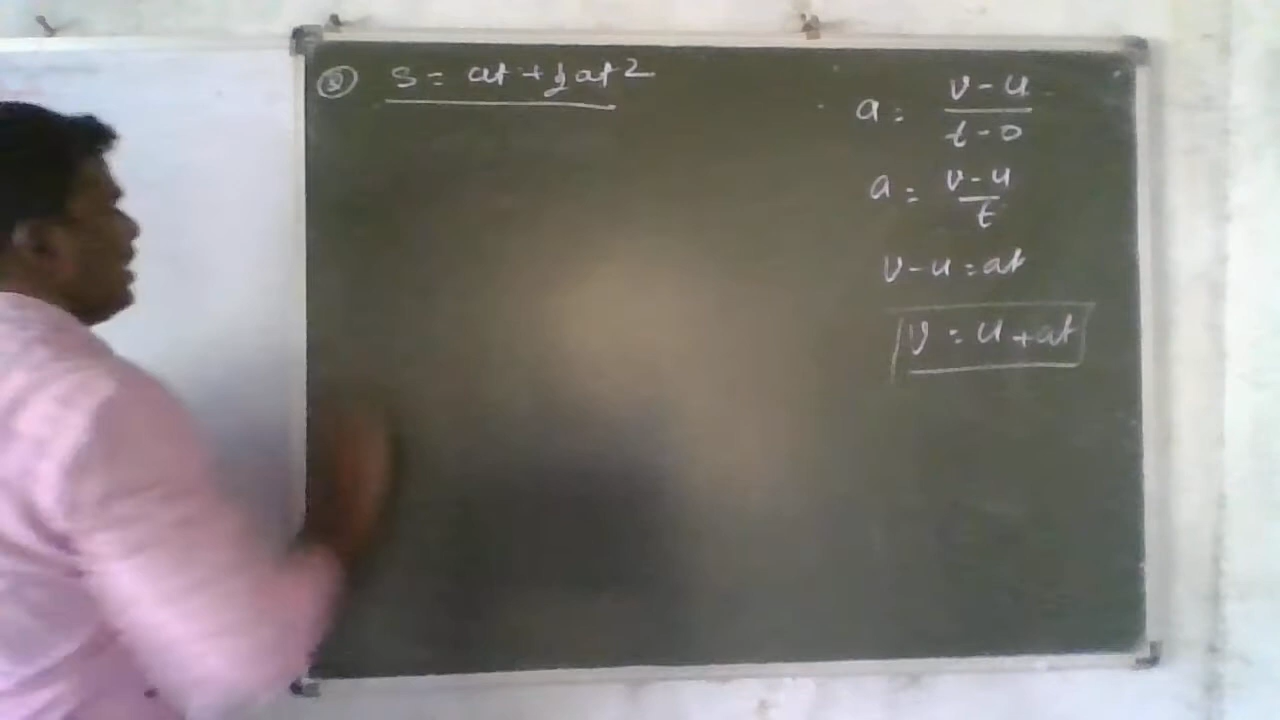 ② s = ut + ½ at²
a = (v - u)/(t - 0)
a = (v - u)/t
v - u = at
v = u + at